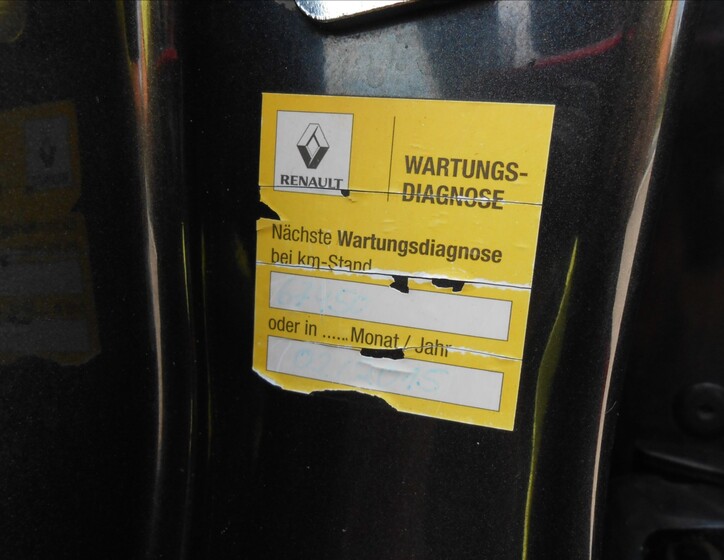 RENAULT
WARTUNGS-
DIAGNOSE
Nächste Wartungsdiagnose
bei km-Stand
oder in ...... Monat / Jahr